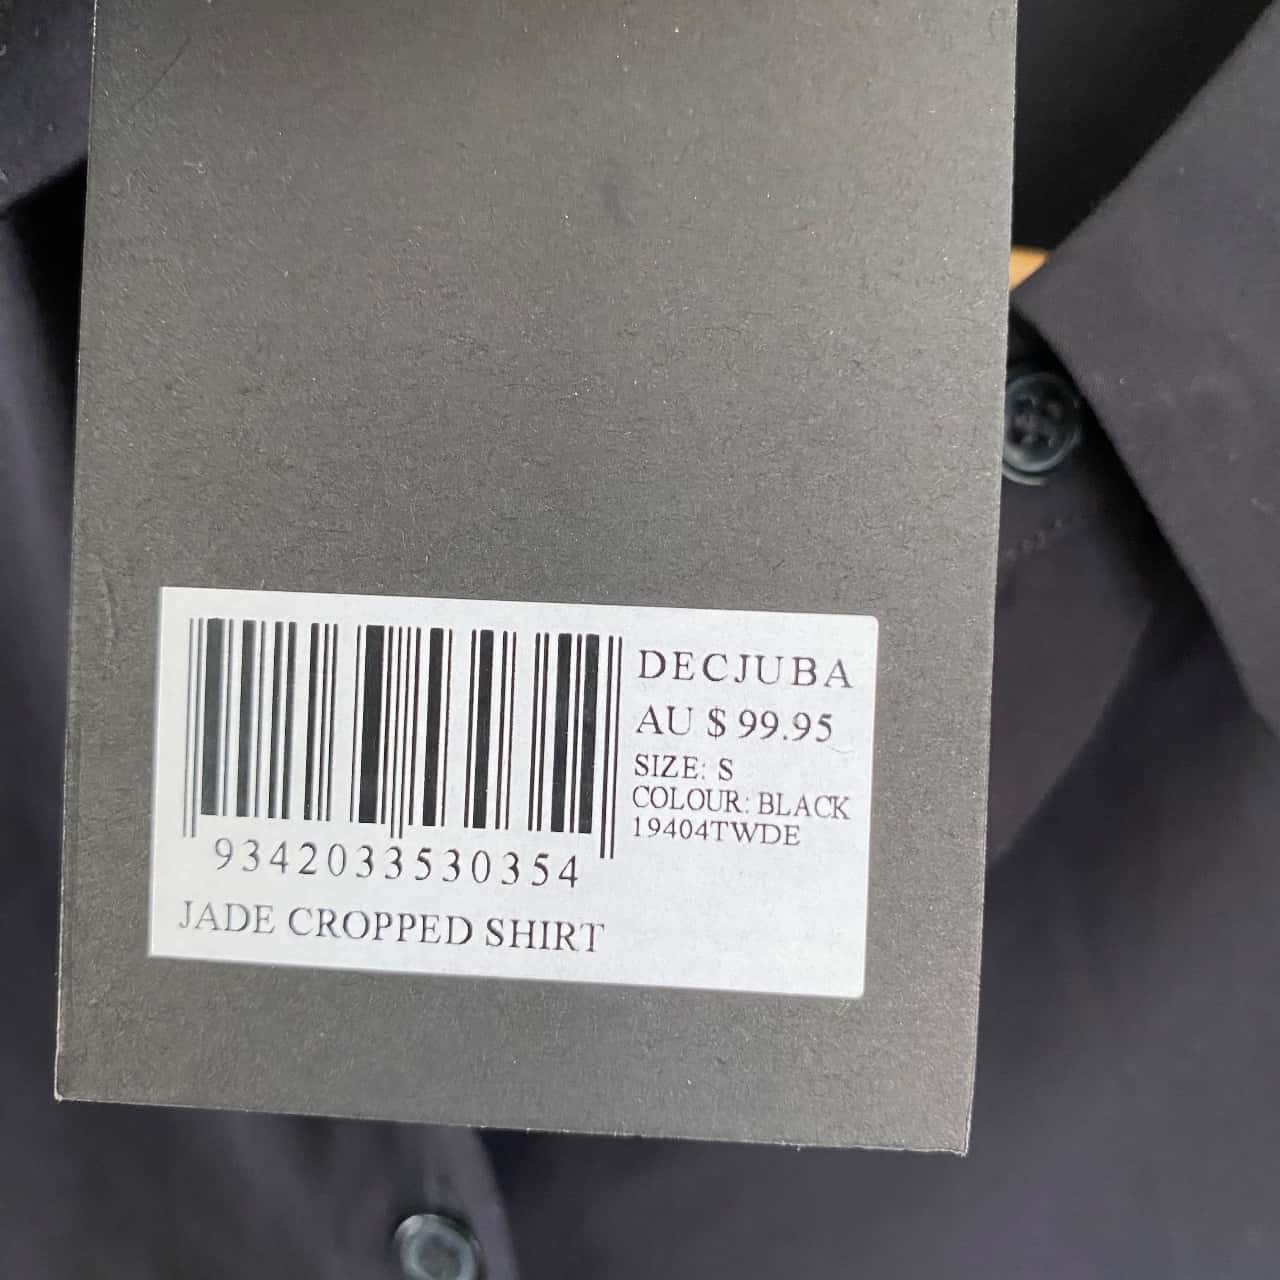 DECJUBA
AU $ 99.95
SIZE: S
COLOUR: BLACK
19404TWDE
9342033530354
JADE CROPPED SHIRT